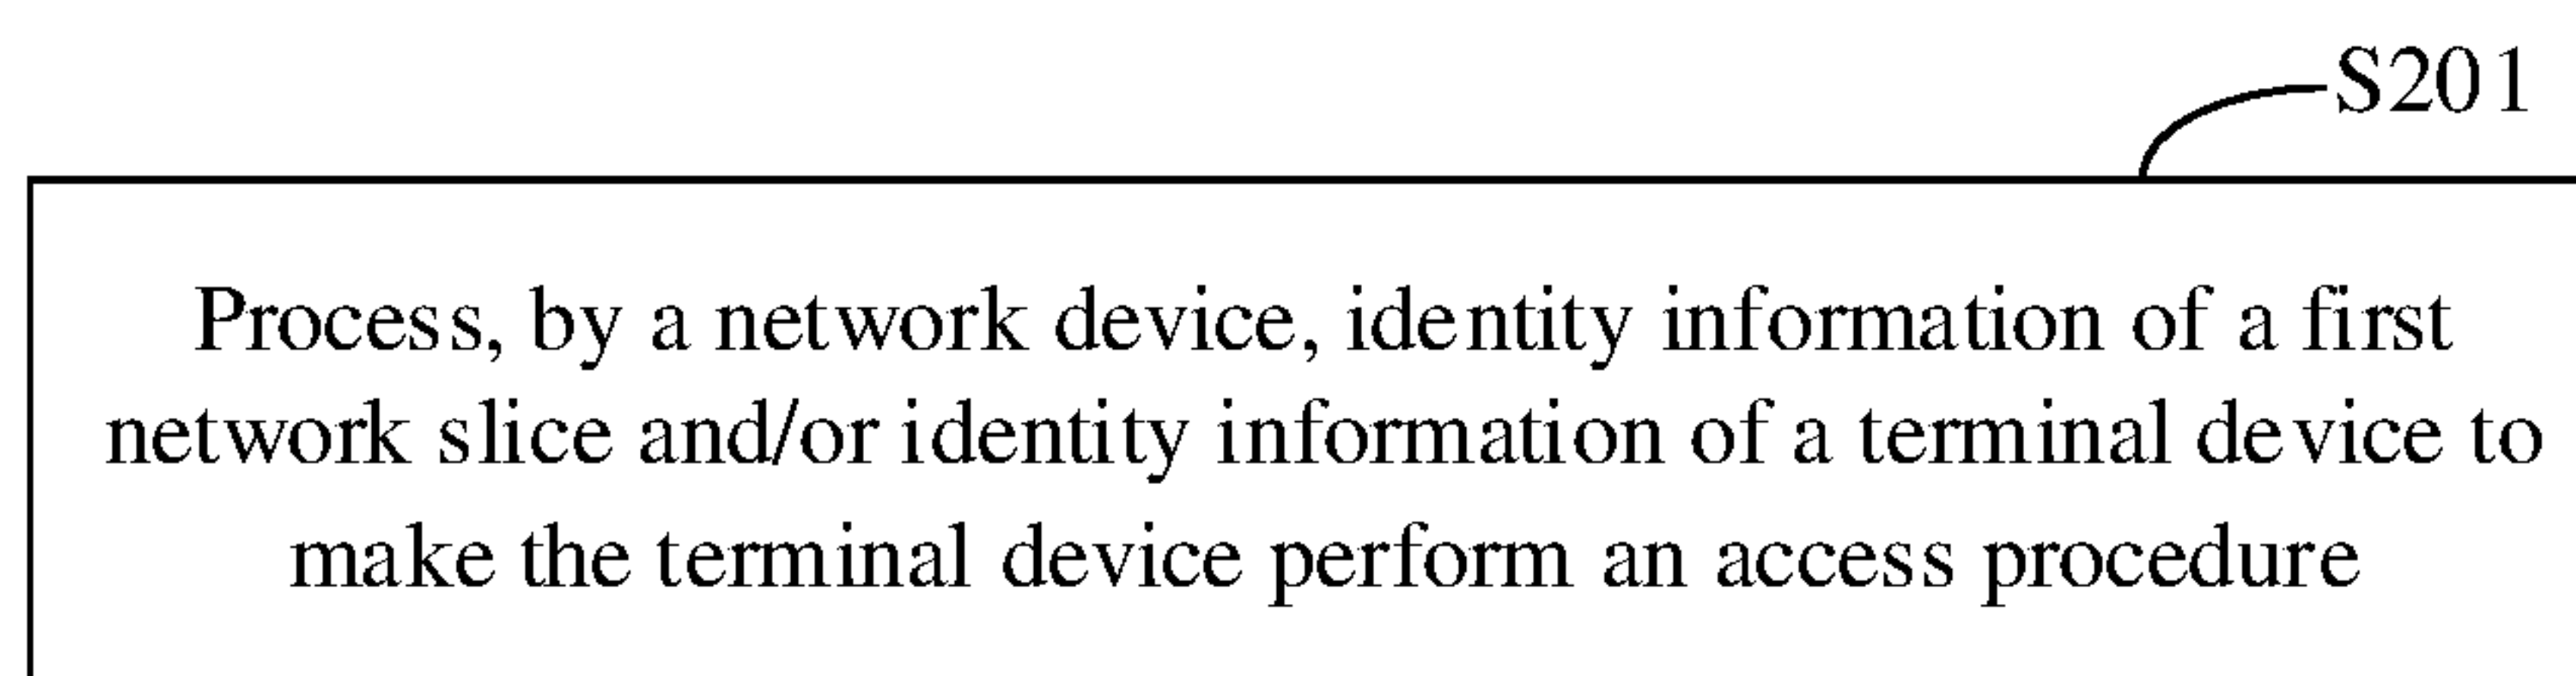 S201
Process, by a network device, identity information of a first
network slice and/or identity information of a terminal device to
make the terminal device perform an access procedure